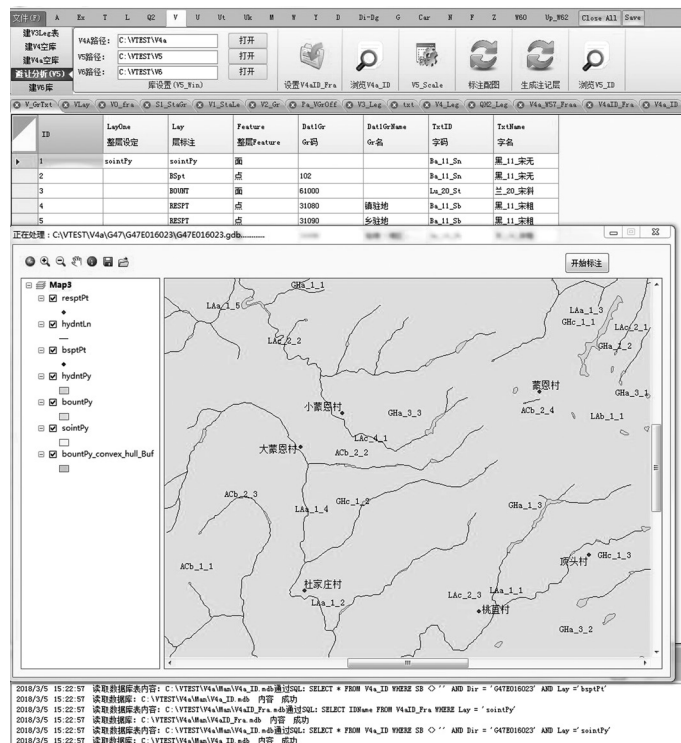 文件(F) A Ex T L Q2 V U Ut Uk M W Y D Di-Dg G Car N F Z W60 Up_W62 Close All Save
建V3Leg表
建V4空库
建V4a空库
避让分析(V5)
建V6库
V4A路径: C:\VTEST\V4a 打开
V5路径: C:\VTEST\V5 打开
V6路径: C:\VTEST\V6 打开
库设置(V5_Win)
设置V4aID_Fra 浏览V4a_ID V5_Scale 标注配图 生成注记层 浏览V5_ID
V_GrTxt VLay VO_fra S1_StaGr V1_StaLe V2_Gr Pa_VGrOff V3_Leg txt V4_Leg QM2_Leg V4a_W57_Praa V4aID_Fra V4a_ID
ID LayOne Lay Feature Dat1Gr Dat1GrName TxtID TxtName
整层设定 层标注 整层Feature Gr码 Gr名 字码 字名
1 sointPy sointPy 面 Ba_11_Sn 黑_11_宋无
2 BSpt 点 102 Ba_11_Sn 黑_11_宋无
3 BOUNT 面 61000 Lu_20_St 兰_20_宋斜
4 RESPT 点 31080 镇驻地 Ba_11_Sb 黑_11_宋粗
5 RESPT 点 31090 乡驻地 Ba_11_Sb 黑_11_宋粗
正在处理：C:\VTEST\V4a\G47\G47E016023\G47E016023.gdb............
开始标注
Map3
resptPt
hydntLn
bsptPt
hydntPy
bountPy
sointPy
bountPy_convex_hull_Buf
GHa_1_1
LAa_1_5
LAa_1_3
GHc_1_1
LAc_2_1
LAc_2_2
GHa_1_2
蒙恩村
GHa_3_1
小蒙恩村
GHa_3_3
ACb_2_4
LAb_1_1
LAc_4_1
大蒙恩村
ACb_2_2
ACb_2_3
GHc_1_2
LAa_1_4
GHa_1_3
顶头村
GHc_1_3
ACb_1_1
杜家庄村
LAa_1_2
LAc_2_3
LAa_1_1
桃苴村
GHa_3_2
2018/3/5 15:22:57 读取数据库表内容: C:\VTEST\V4a\Man\V4a_ID.mdb通过SQL: SELECT * FROM V4a_ID WHERE SB <> '' AND Dir = 'G47E016023' AND Lay ='bsptPt'
2018/3/5 15:22:57 读取数据库: C:\VTEST\V4a\Man\V4a_ID.mdb 内容 成功
2018/3/5 15:22:57 读取数据库表内容: C:\VTEST\V4a\Man\V4aID_Fra.mdb通过SQL: SELECT IDName FROM V4aID_Fra WHERE Lay = 'sointPy'
2018/3/5 15:22:57 读取数据库: C:\VTEST\V4a\Man\V4aID_Fra.mdb 内容 成功
2018/3/5 15:22:57 读取数据库表内容: C:\VTEST\V4a\Man\V4a_ID.mdb通过SQL: SELECT * FROM V4a_ID WHERE SB <> '' AND Dir = 'G47E016023' AND Lay ='sointPy'
2018/3/5 15:22:57 读取数据库: C:\VTEST\V4a\Man\V4a_ID.mdb 内容 成功